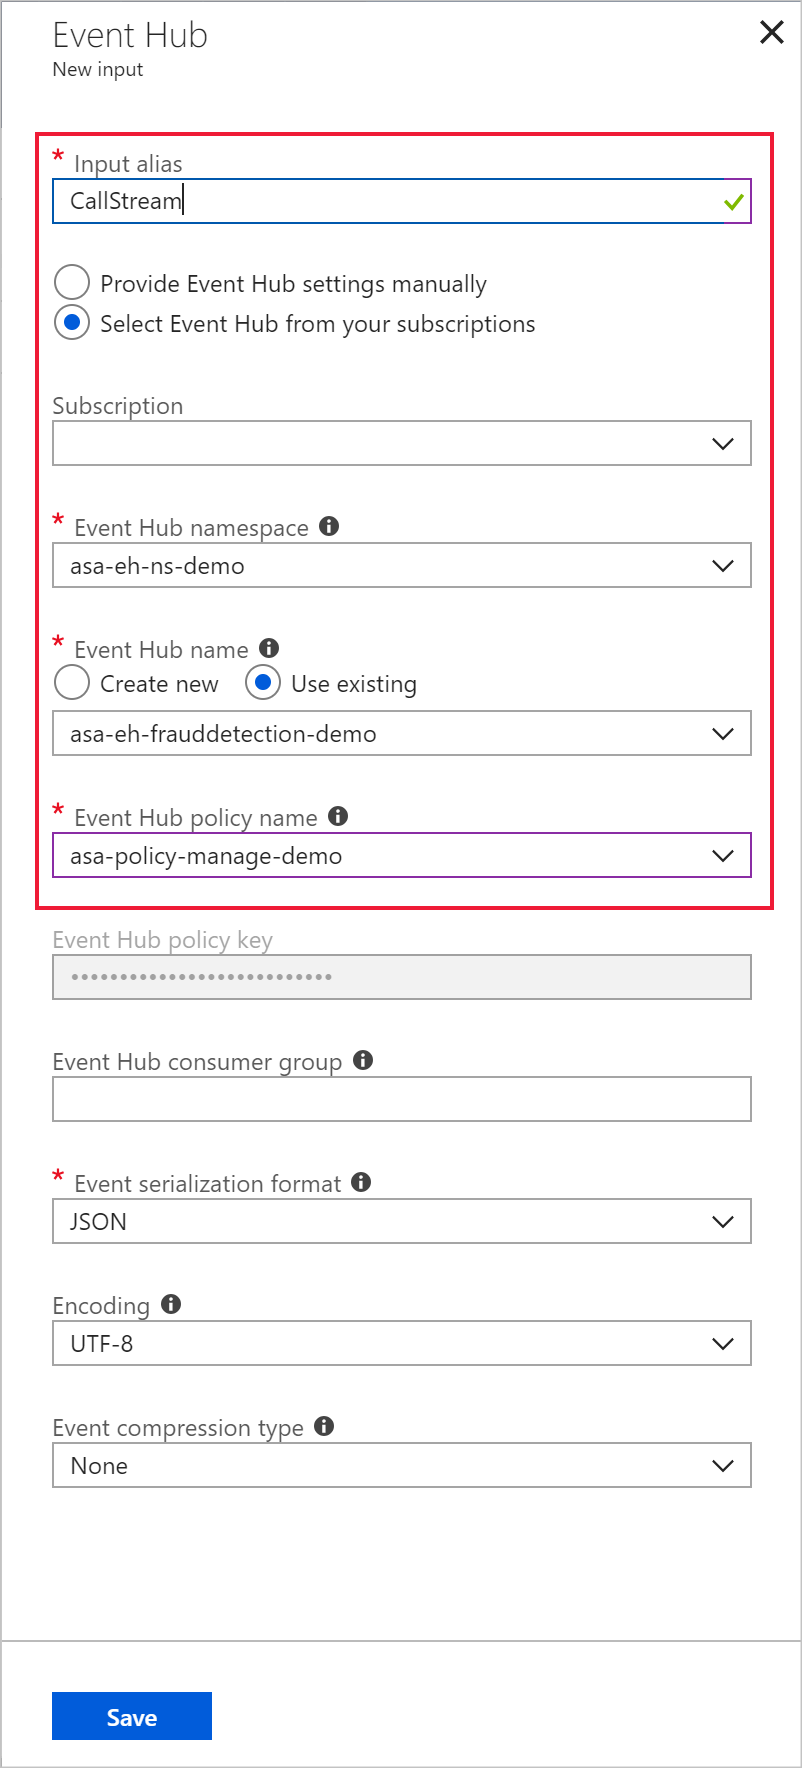 Event Hub
New input
* Input alias
CallStream
Provide Event Hub settings manually
Select Event Hub from your subscriptions
Subscription
* Event Hub namespace
asa-eh-ns-demo
* Event Hub name
Create new Use existing
asa-eh-frauddetection-demo
* Event Hub policy name
asa-policy-manage-demo
Event Hub policy key
•••••••••••••••••••••••••••
Event Hub consumer group
* Event serialization format
JSON
Encoding
UTF-8
Event compression type
None
Save